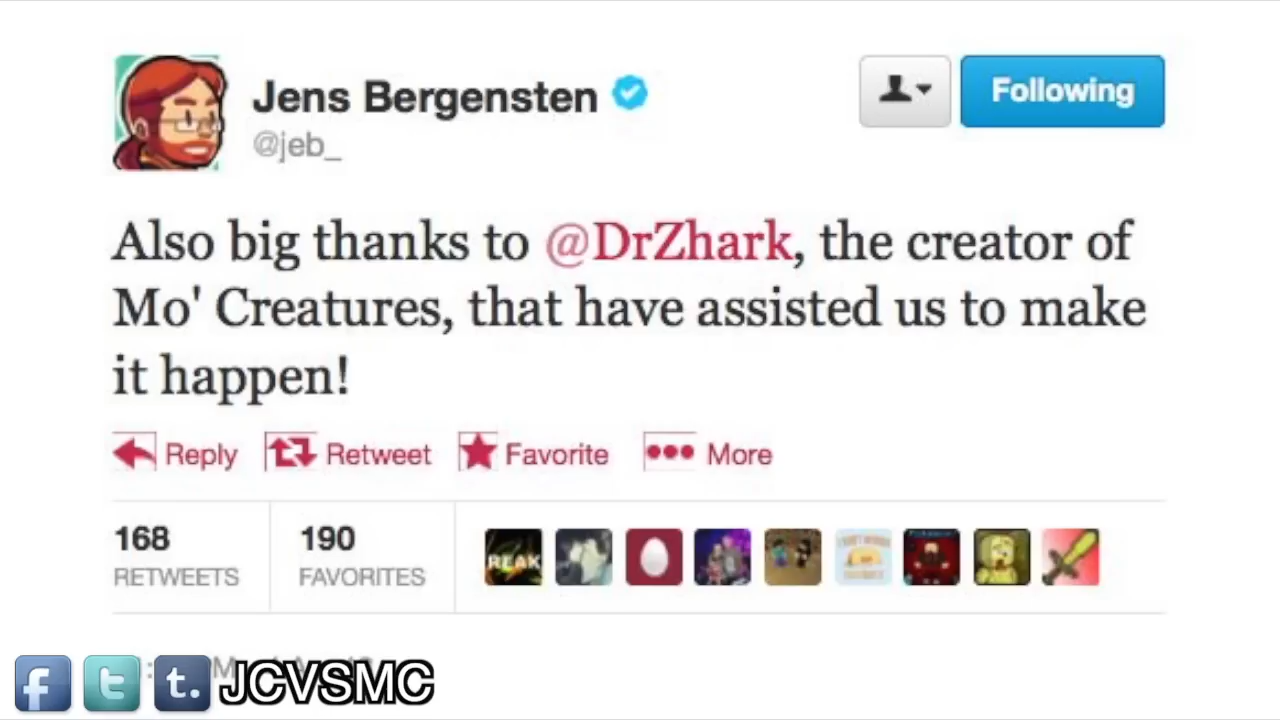 Jens Bergensten
@jeb_
Following
Also big thanks to @DrZhark, the creator of
Mo' Creatures, that have assisted us to make
it happen!
Reply Retweet Favorite More
168 190
RETWEETS FAVORITES
REAK
f t t. JCVSMC